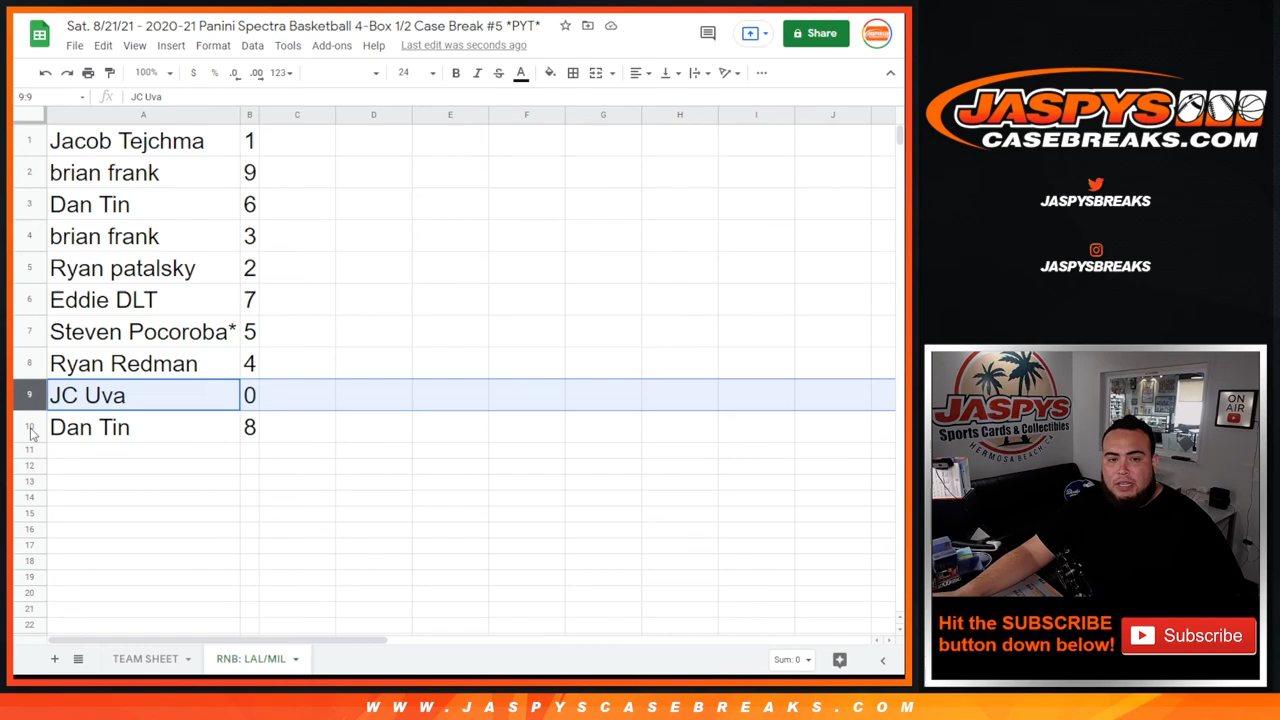 Sat. 8/21/21 - 2020-21 Panini Spectra Basketball 4-Box 1/2 Case Break #5 *PYT*
File Edit View Insert Format Data Tools Add-ons Help Last edit was seconds ago
Share
100% $ % .0 .00 123 24 B I S A
9:9 fx JC Uva
A B C D E F G H I J
1 Jacob Tejchma 1
2 brian frank 9
3 Dan Tin 6
4 brian frank 3
5 Ryan patalsky 2
6 Eddie DLT 7
7 Steven Pocoroba* 5
8 Ryan Redman 4
9 JC Uva 0
10 Dan Tin 8
11
12
13
14
15
16
17
18
19
20
21
22
TEAM SHEET RNB: LAL/MIL Sum: 0
JASPYS
CASEBREAKS.COM
JASPYSBREAKS
JASPYSBREAKS
JASPYS
Sports Cards & Collectibles
HERMOSA BEACH, CA
ON AIR
Hit the SUBSCRIBE
button down below!
Subscribe
WWW.JASPYSCASEBREAKS.COM